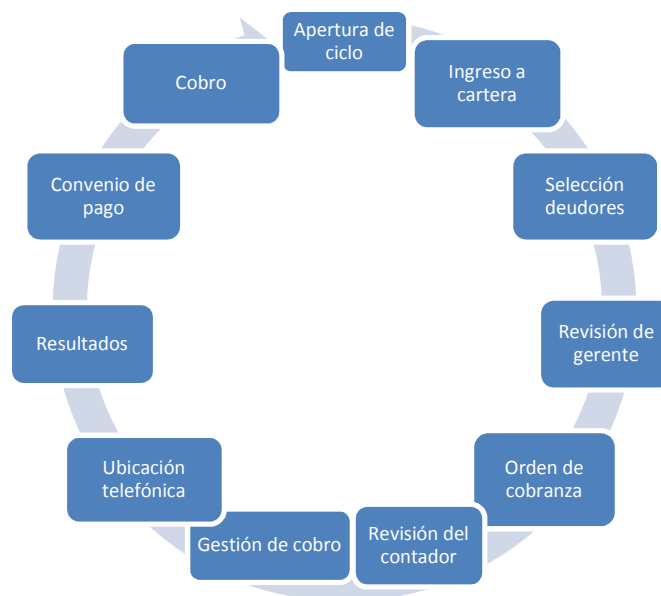 Apertura de
ciclo
Ingreso a
cartera
Selección
deudores
Revisión de
gerente
Orden de
cobranza
Revisión del
contador
Gestión de cobro
Ubicación
telefónica
Resultados
Convenio de
pago
Cobro